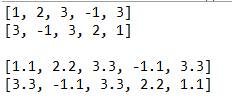 [1, 2, 3, -1, 3]
[3, -1, 3, 2, 1]
[1.1, 2.2, 3.3, -1.1, 3.3]
[3.3, -1.1, 3.3, 2.2, 1.1]